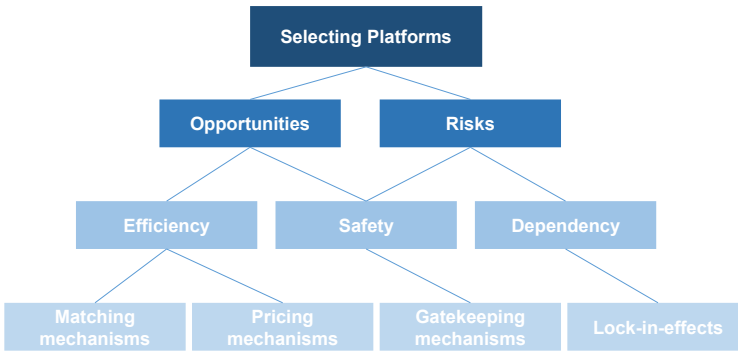 Selecting Platforms
Opportunities
Risks
Efficiency
Safety
Dependency
Matching
mechanisms
Pricing
mechanisms
Gatekeeping
mechanisms
Lock-in-effects